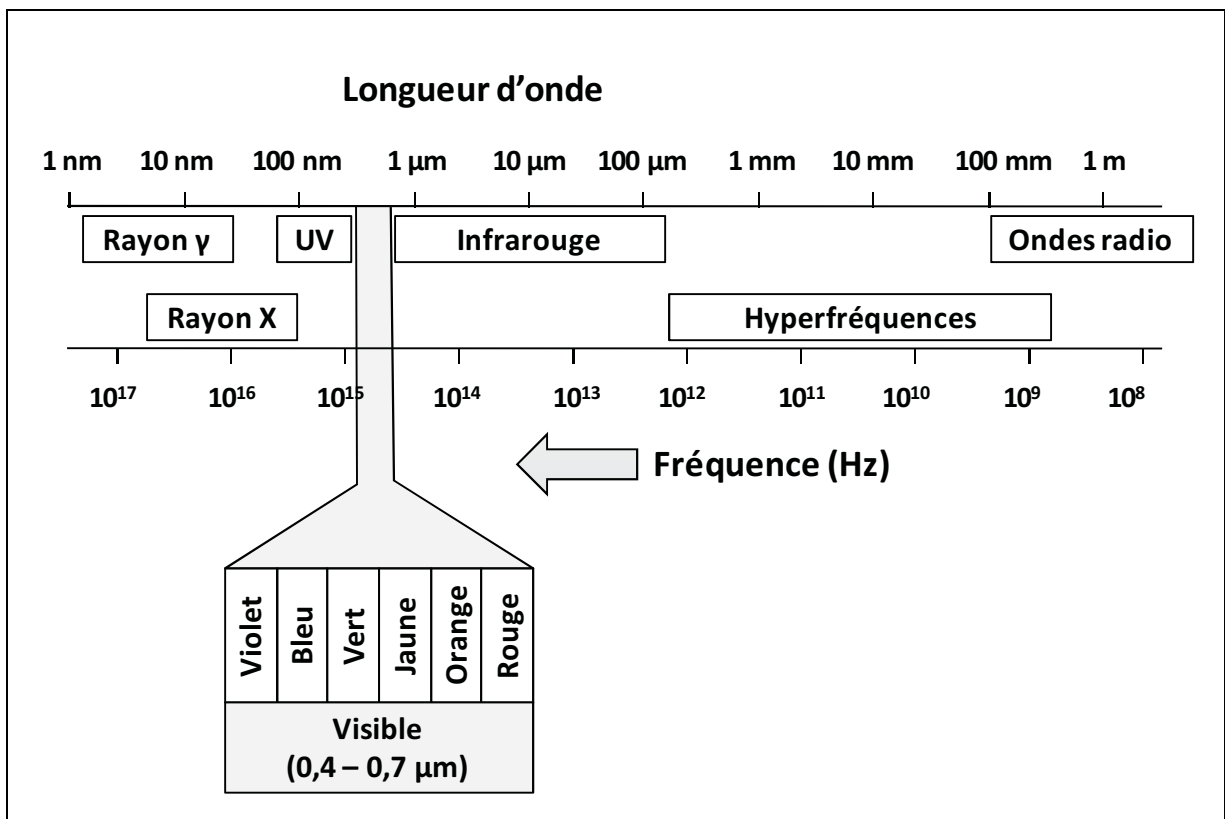 Longueur d’onde
1 nm 10 nm 100 nm 1 µm 10 µm 100 µm 1 mm 10 mm 100 mm 1 m
Rayon γ UV Infrarouge Ondes radio
Rayon X Hyperfréquences
10¹⁷ 10¹⁶ 10¹⁵ 10¹⁴ 10¹³ 10¹² 10¹¹ 10¹⁰ 10⁹ 10⁸
Fréquence (Hz)
Violet
Bleu
Vert
Jaune
Orange
Rouge
Visible
(0,4 – 0,7 µm)